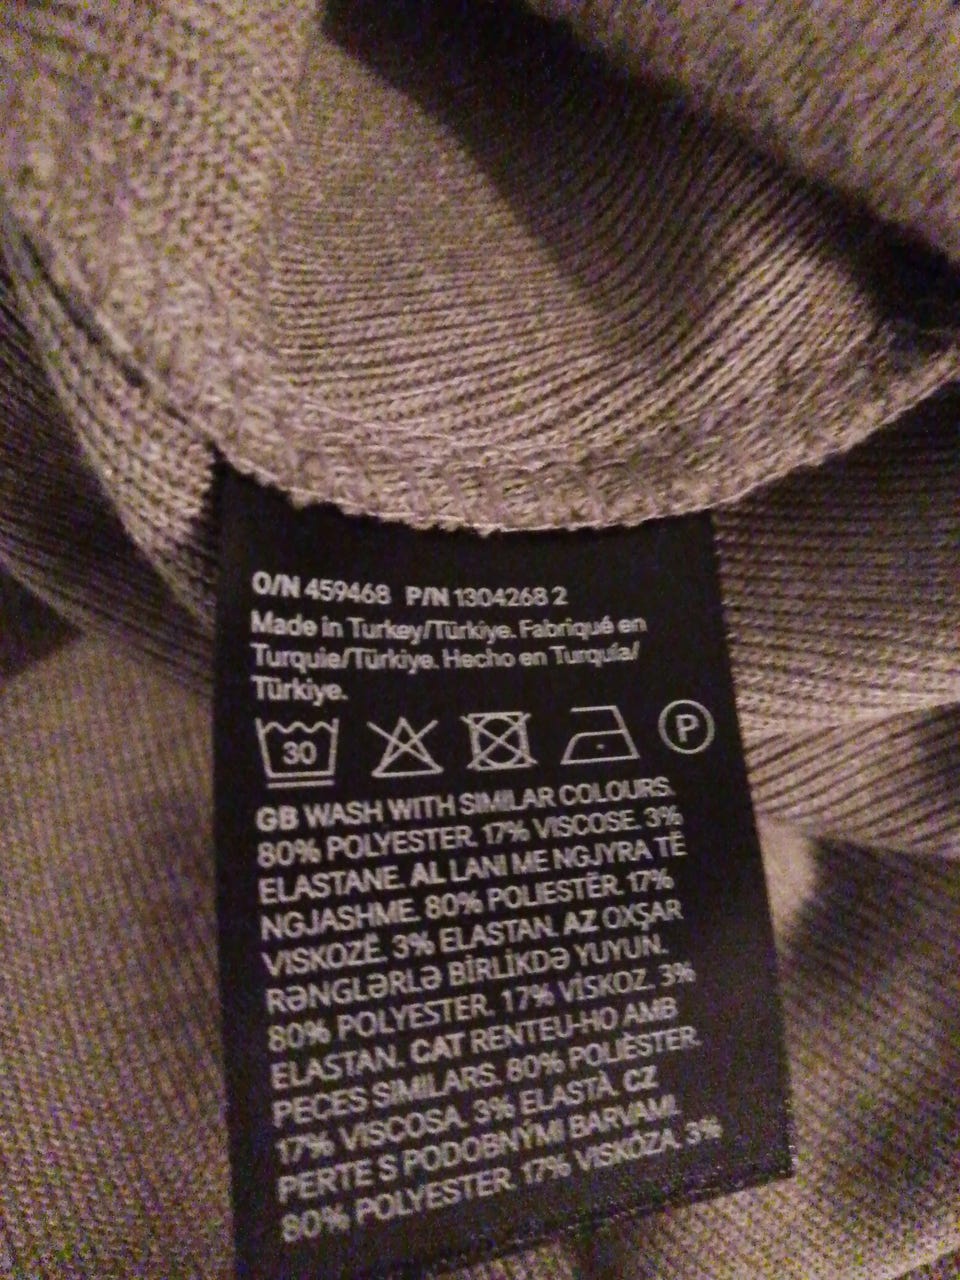 O/N 459468 P/N 1304268 2
Made in Turkey/Türkiye. Fabriqué en
Turquie/Türkiye. Hecho en Turquía/
Türkiye.
30 P
GB WASH WITH SIMILAR COLOURS.
80% POLYESTER. 17% VISCOSE. 3%
ELASTANE. AL LANI ME NGJYRA TË
NGJASHME. 80% POLIESTËR. 17%
VISKOZË. 3% ELASTAN. AZ OXŞAR
RƏNGLƏRLƏ BİRLİKDƏ YUYUN.
80% POLYESTER. 17% VİSKOZ. 3%
ELASTAN. CAT RENTEU-HO AMB
PECES SIMILARS. 80% POLIÈSTER.
17% VISCOSA. 3% ELASTÀ. CZ
PERTE S PODOBNÝMI BARVAMI.
80% POLYESTER. 17% VISKÓZA. 3%